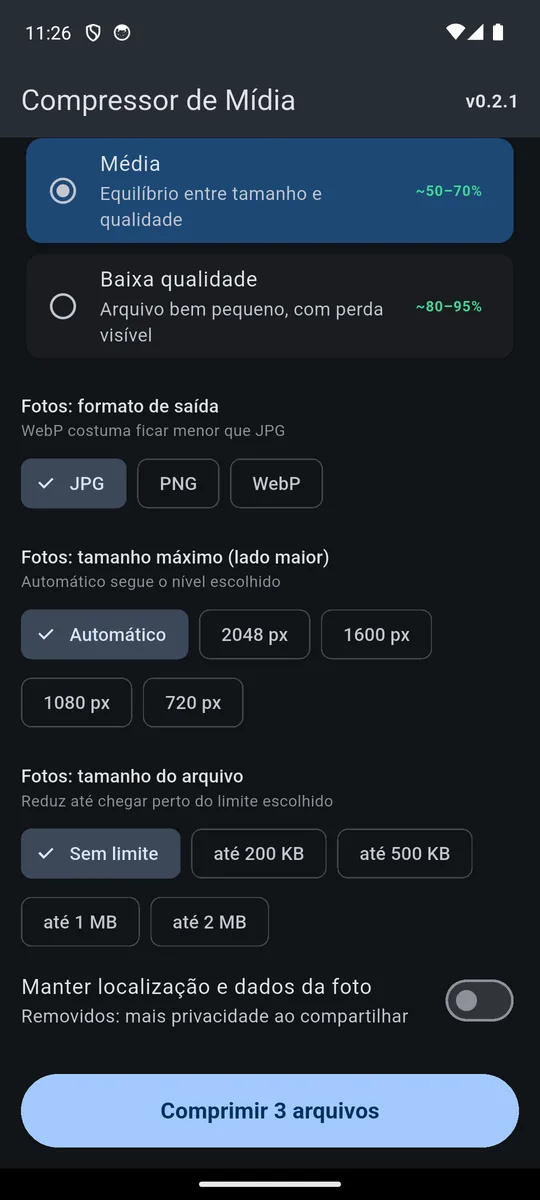 11:26
Compressor de Mídia
v0.2.1
Média
Equilíbrio entre tamanho e
qualidade
~50–70%
Baixa qualidade
Arquivo bem pequeno, com perda
visível
~80–95%
Fotos: formato de saída
WebP costuma ficar menor que JPG
JPG
PNG
WebP
Fotos: tamanho máximo (lado maior)
Automático segue o nível escolhido
Automático
2048 px
1600 px
1080 px
720 px
Fotos: tamanho do arquivo
Reduz até chegar perto do limite escolhido
Sem limite
até 200 KB
até 500 KB
até 1 MB
até 2 MB
Manter localização e dados da foto
Removidos: mais privacidade ao compartilhar
Comprimir 3 arquivos